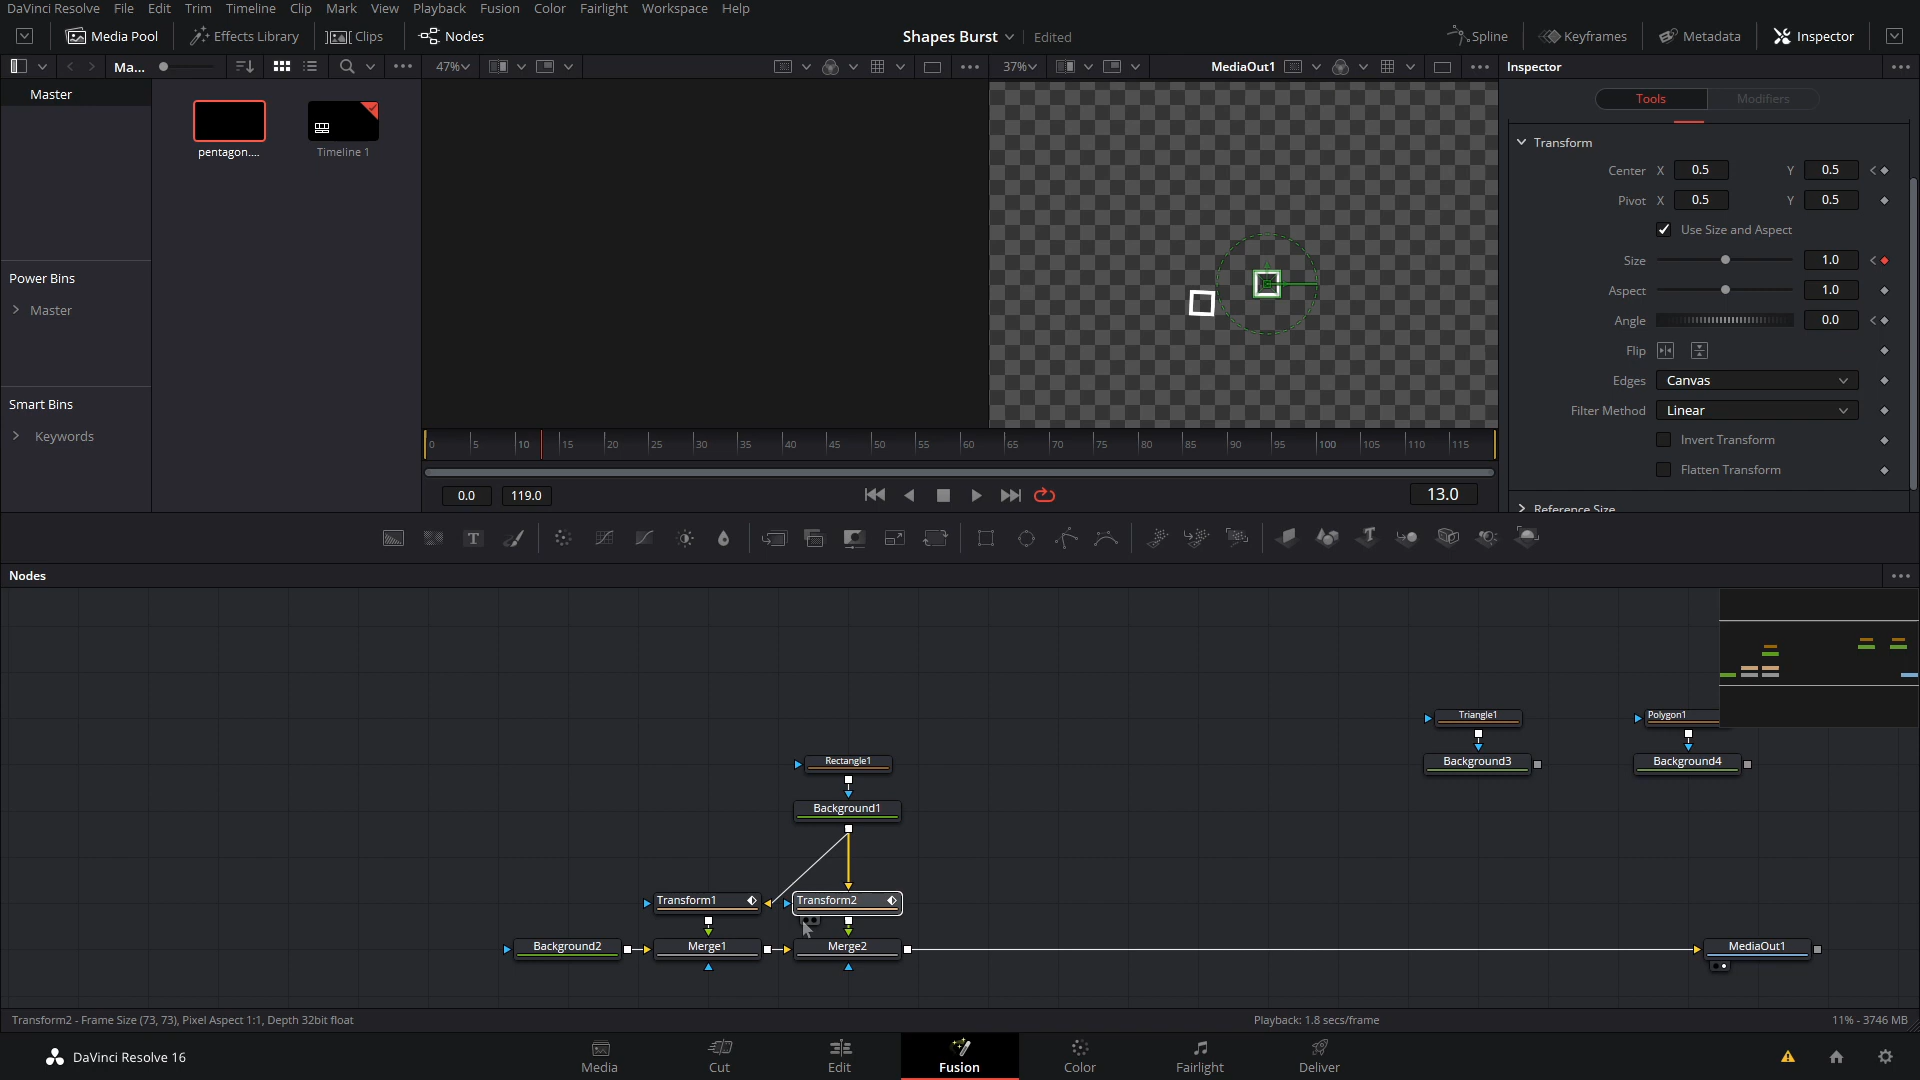 DaVinci Resolve File Edit Trim Timeline Clip Mark View Playback Fusion Color Fairlight Workspace Help
Media Pool Effects Library Clips Nodes Shapes Burst Edited Spline Keyframes Metadata Inspector
Ma... 47% 37% MediaOut1 Inspector
Master
Tools Modifiers
pentagon.... Timeline 1
Transform
Center X 0.5 Y 0.5
Pivot X 0.5 Y 0.5
Use Size and Aspect
Size 1.0
Aspect 1.0
Angle 0.0
Flip
Edges Canvas
Filter Method Linear
Invert Transform
Flatten Transform
Reference Size
Power Bins
Master
Smart Bins
Keywords
0 5 10 15 20 25 30 35 40 45 50 55 60 65 70 75 80 85 90 95 100 105 110 115
0.0 119.0 13.0
T T
Nodes
Triangle1 Polygon1
Background3 Background4
Rectangle1
Background1
Transform1 Transform2
Background2 Merge1 Merge2 MediaOut1
Transform2 - Frame Size (73, 73), Pixel Aspect 1:1, Depth 32bit float Playback: 1.8 secs/frame 11% - 3746 MB
DaVinci Resolve 16 Media Cut Edit Fusion Color Fairlight Deliver